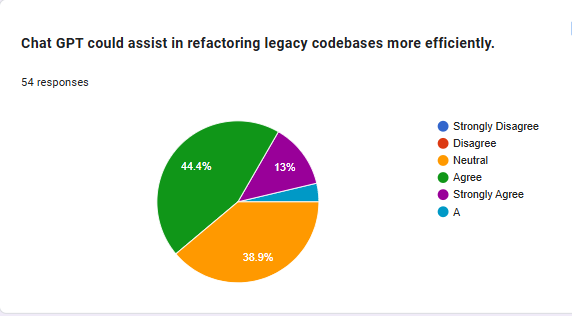 Chat GPT could assist in refactoring legacy codebases more efficiently.
54 responses
44.4%
13%
38.9%
Strongly Disagree
Disagree
Neutral
Agree
Strongly Agree
A